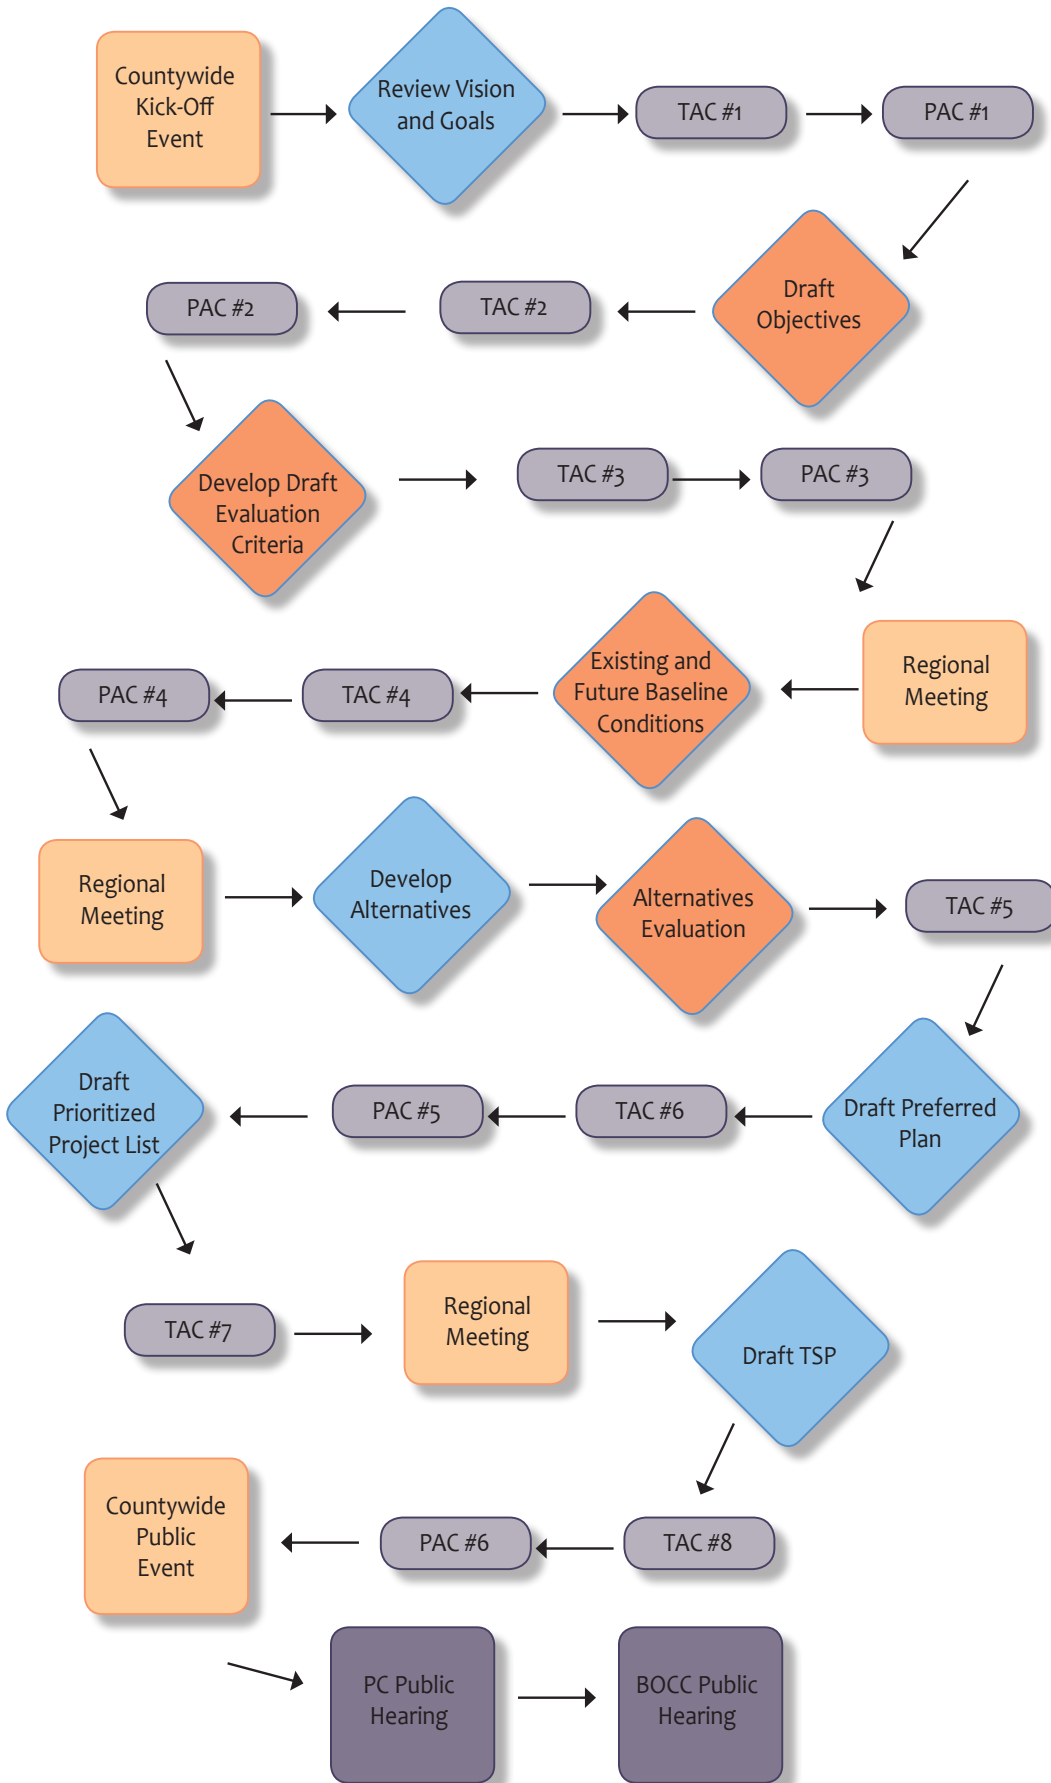 Countywide
Kick-Off
Event
Review Vision
and Goals
TAC #1
PAC #1
Draft
Objectives
TAC #2
PAC #2
Develop Draft
Evaluation
Criteria
TAC #3
PAC #3
Regional
Meeting
Existing and
Future Baseline
Conditions
TAC #4
PAC #4
Regional
Meeting
Develop
Alternatives
Alternatives
Evaluation
TAC #5
Draft Preferred
Plan
TAC #6
PAC #5
Draft
Prioritized
Project List
TAC #7
Regional
Meeting
Draft TSP
TAC #8
PAC #6
Countywide
Public
Event
PC Public
Hearing
BOCC Public
Hearing